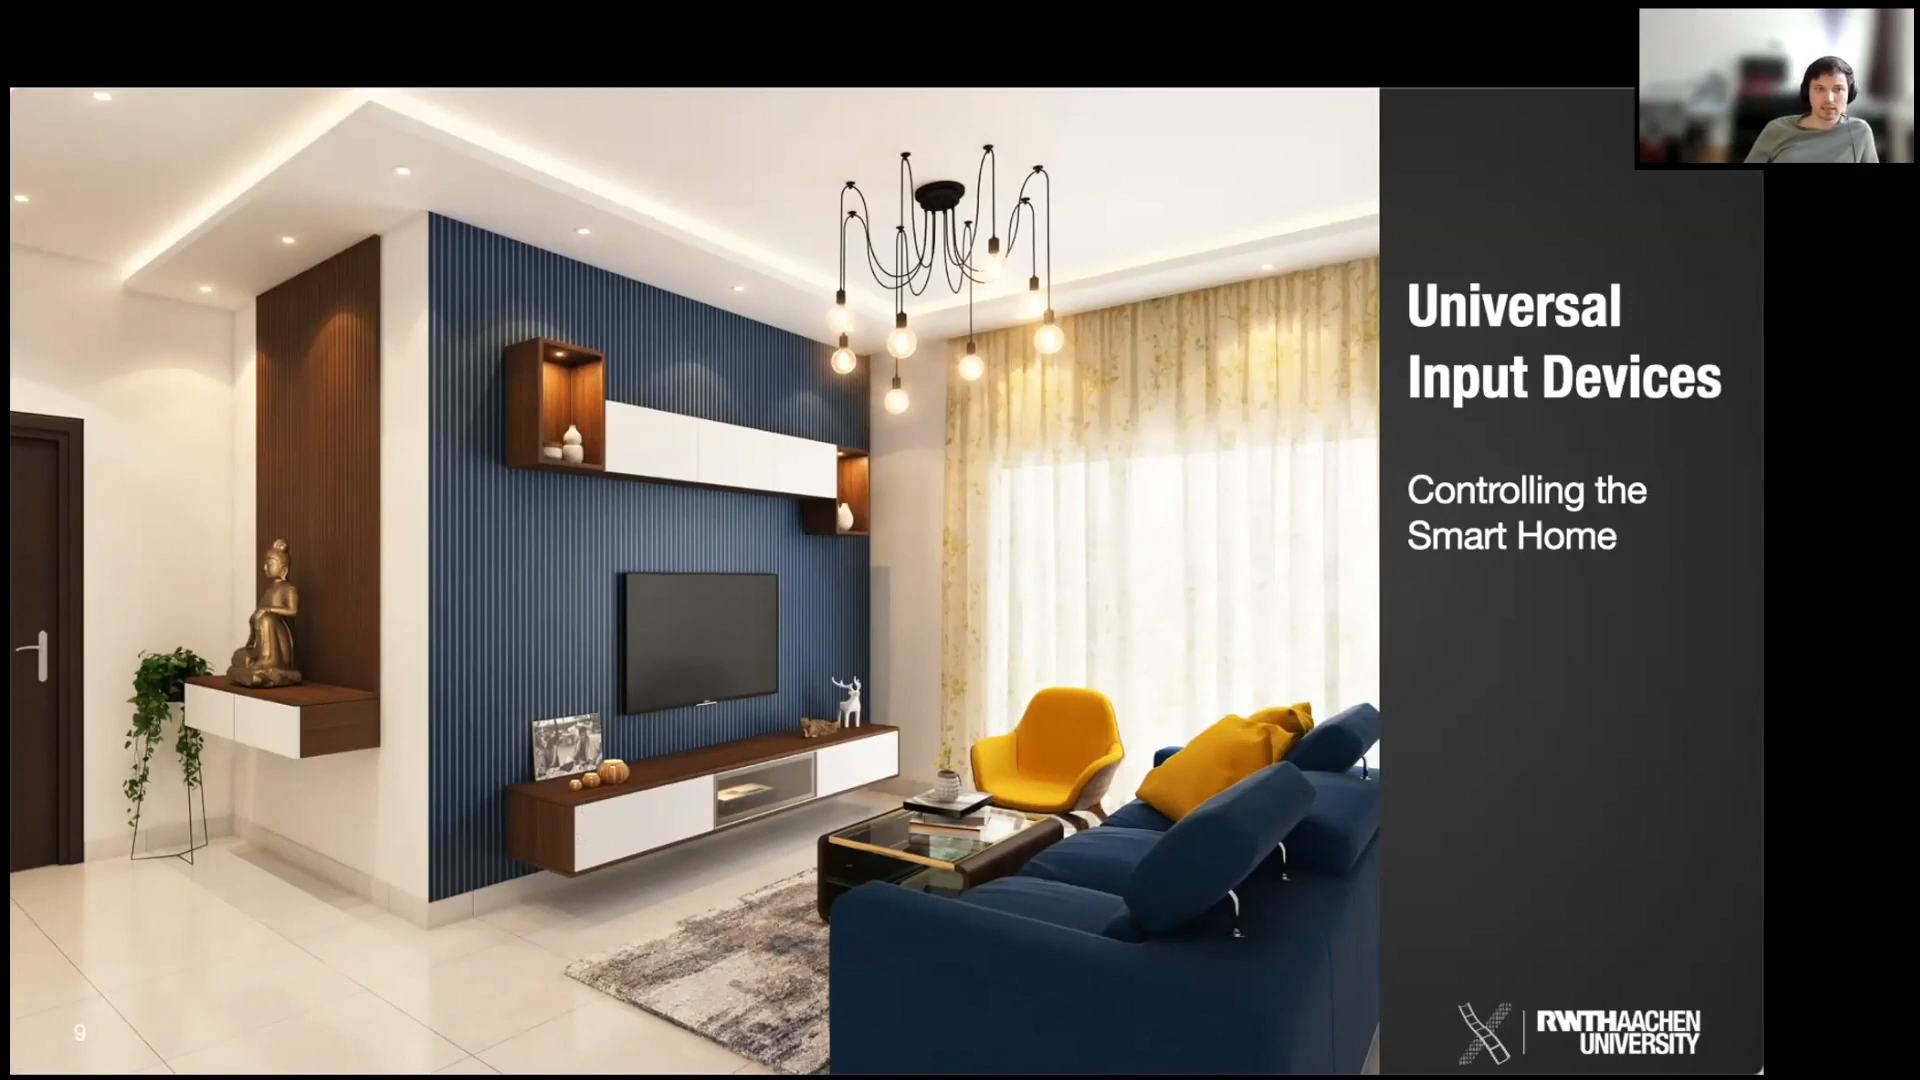 Universal
Input Devices
Controlling the
Smart Home
9
RWTHAACHEN
UNIVERSITY